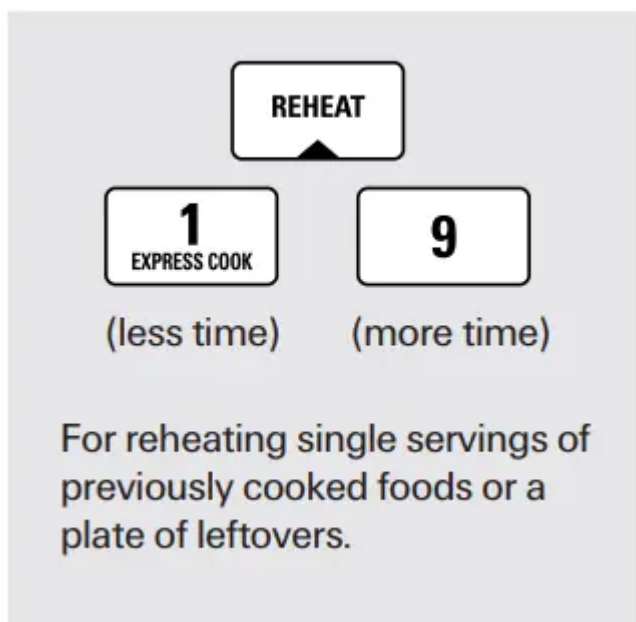 REHEAT
1 9
EXPRESS COOK
(less time) (more time)
For reheating single servings of
previously cooked foods or a
plate of leftovers.